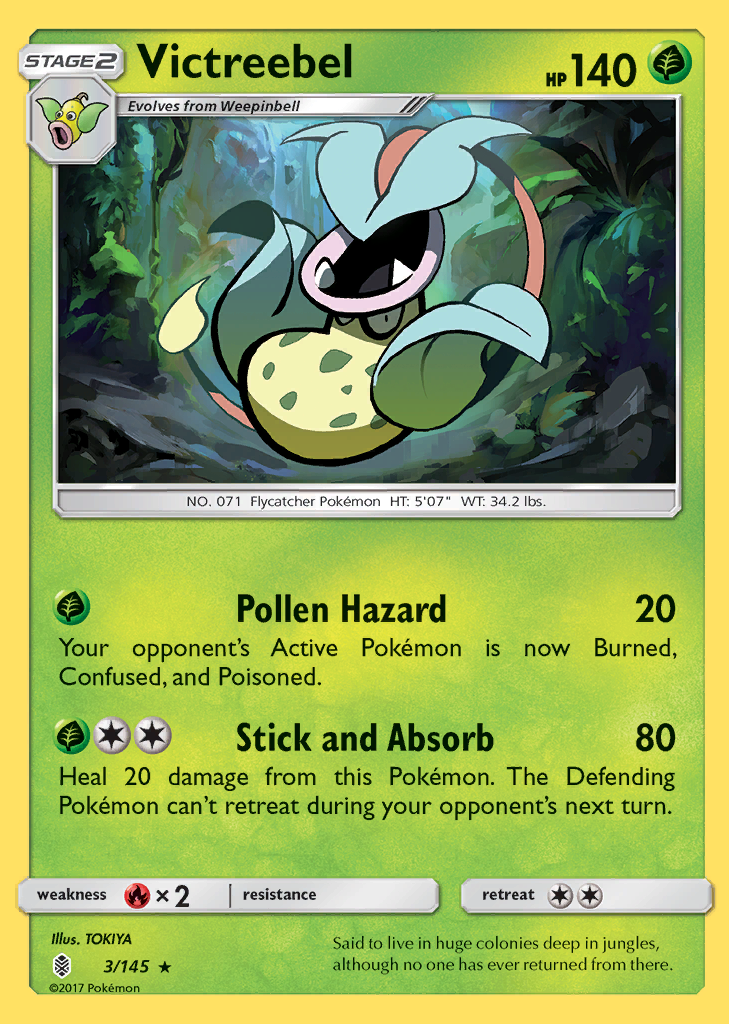 STAGE2
Victreebel
HP 140
Evolves from Weepinbell
NO. 071 Flycatcher Pokémon HT: 5'07" WT: 34.2 lbs.
Pollen Hazard 20
Your opponent's Active Pokémon is now Burned,
Confused, and Poisoned.
Stick and Absorb 80
Heal 20 damage from this Pokémon. The Defending
Pokémon can't retreat during your opponent's next turn.
weakness ×2 resistance retreat
Illus. TOKIYA
3/145 ★
©2017 Pokémon
Said to live in huge colonies deep in jungles,
although no one has ever returned from there.